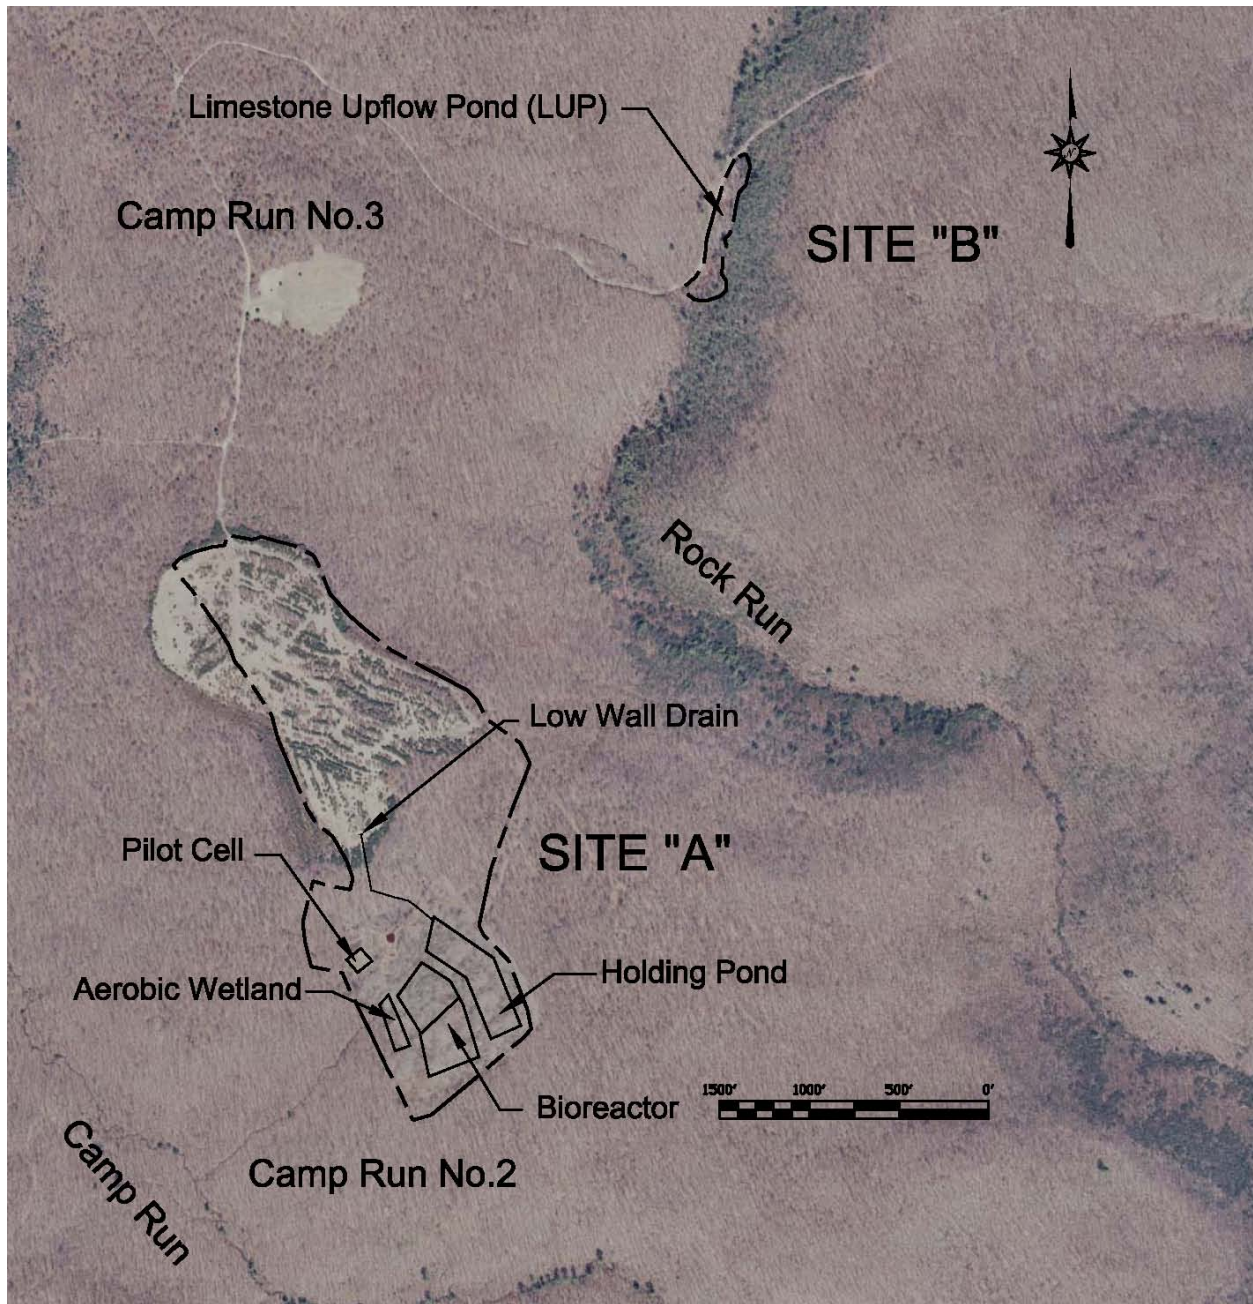 Limestone Upflow Pond (LUP)
N
Camp Run No.3
SITE "B"
Rock Run
Low Wall Drain
Pilot Cell
SITE "A"
Aerobic Wetland
Holding Pond
1500' 1000' 500' 0'
Bioreactor
Camp Run
Camp Run No.2